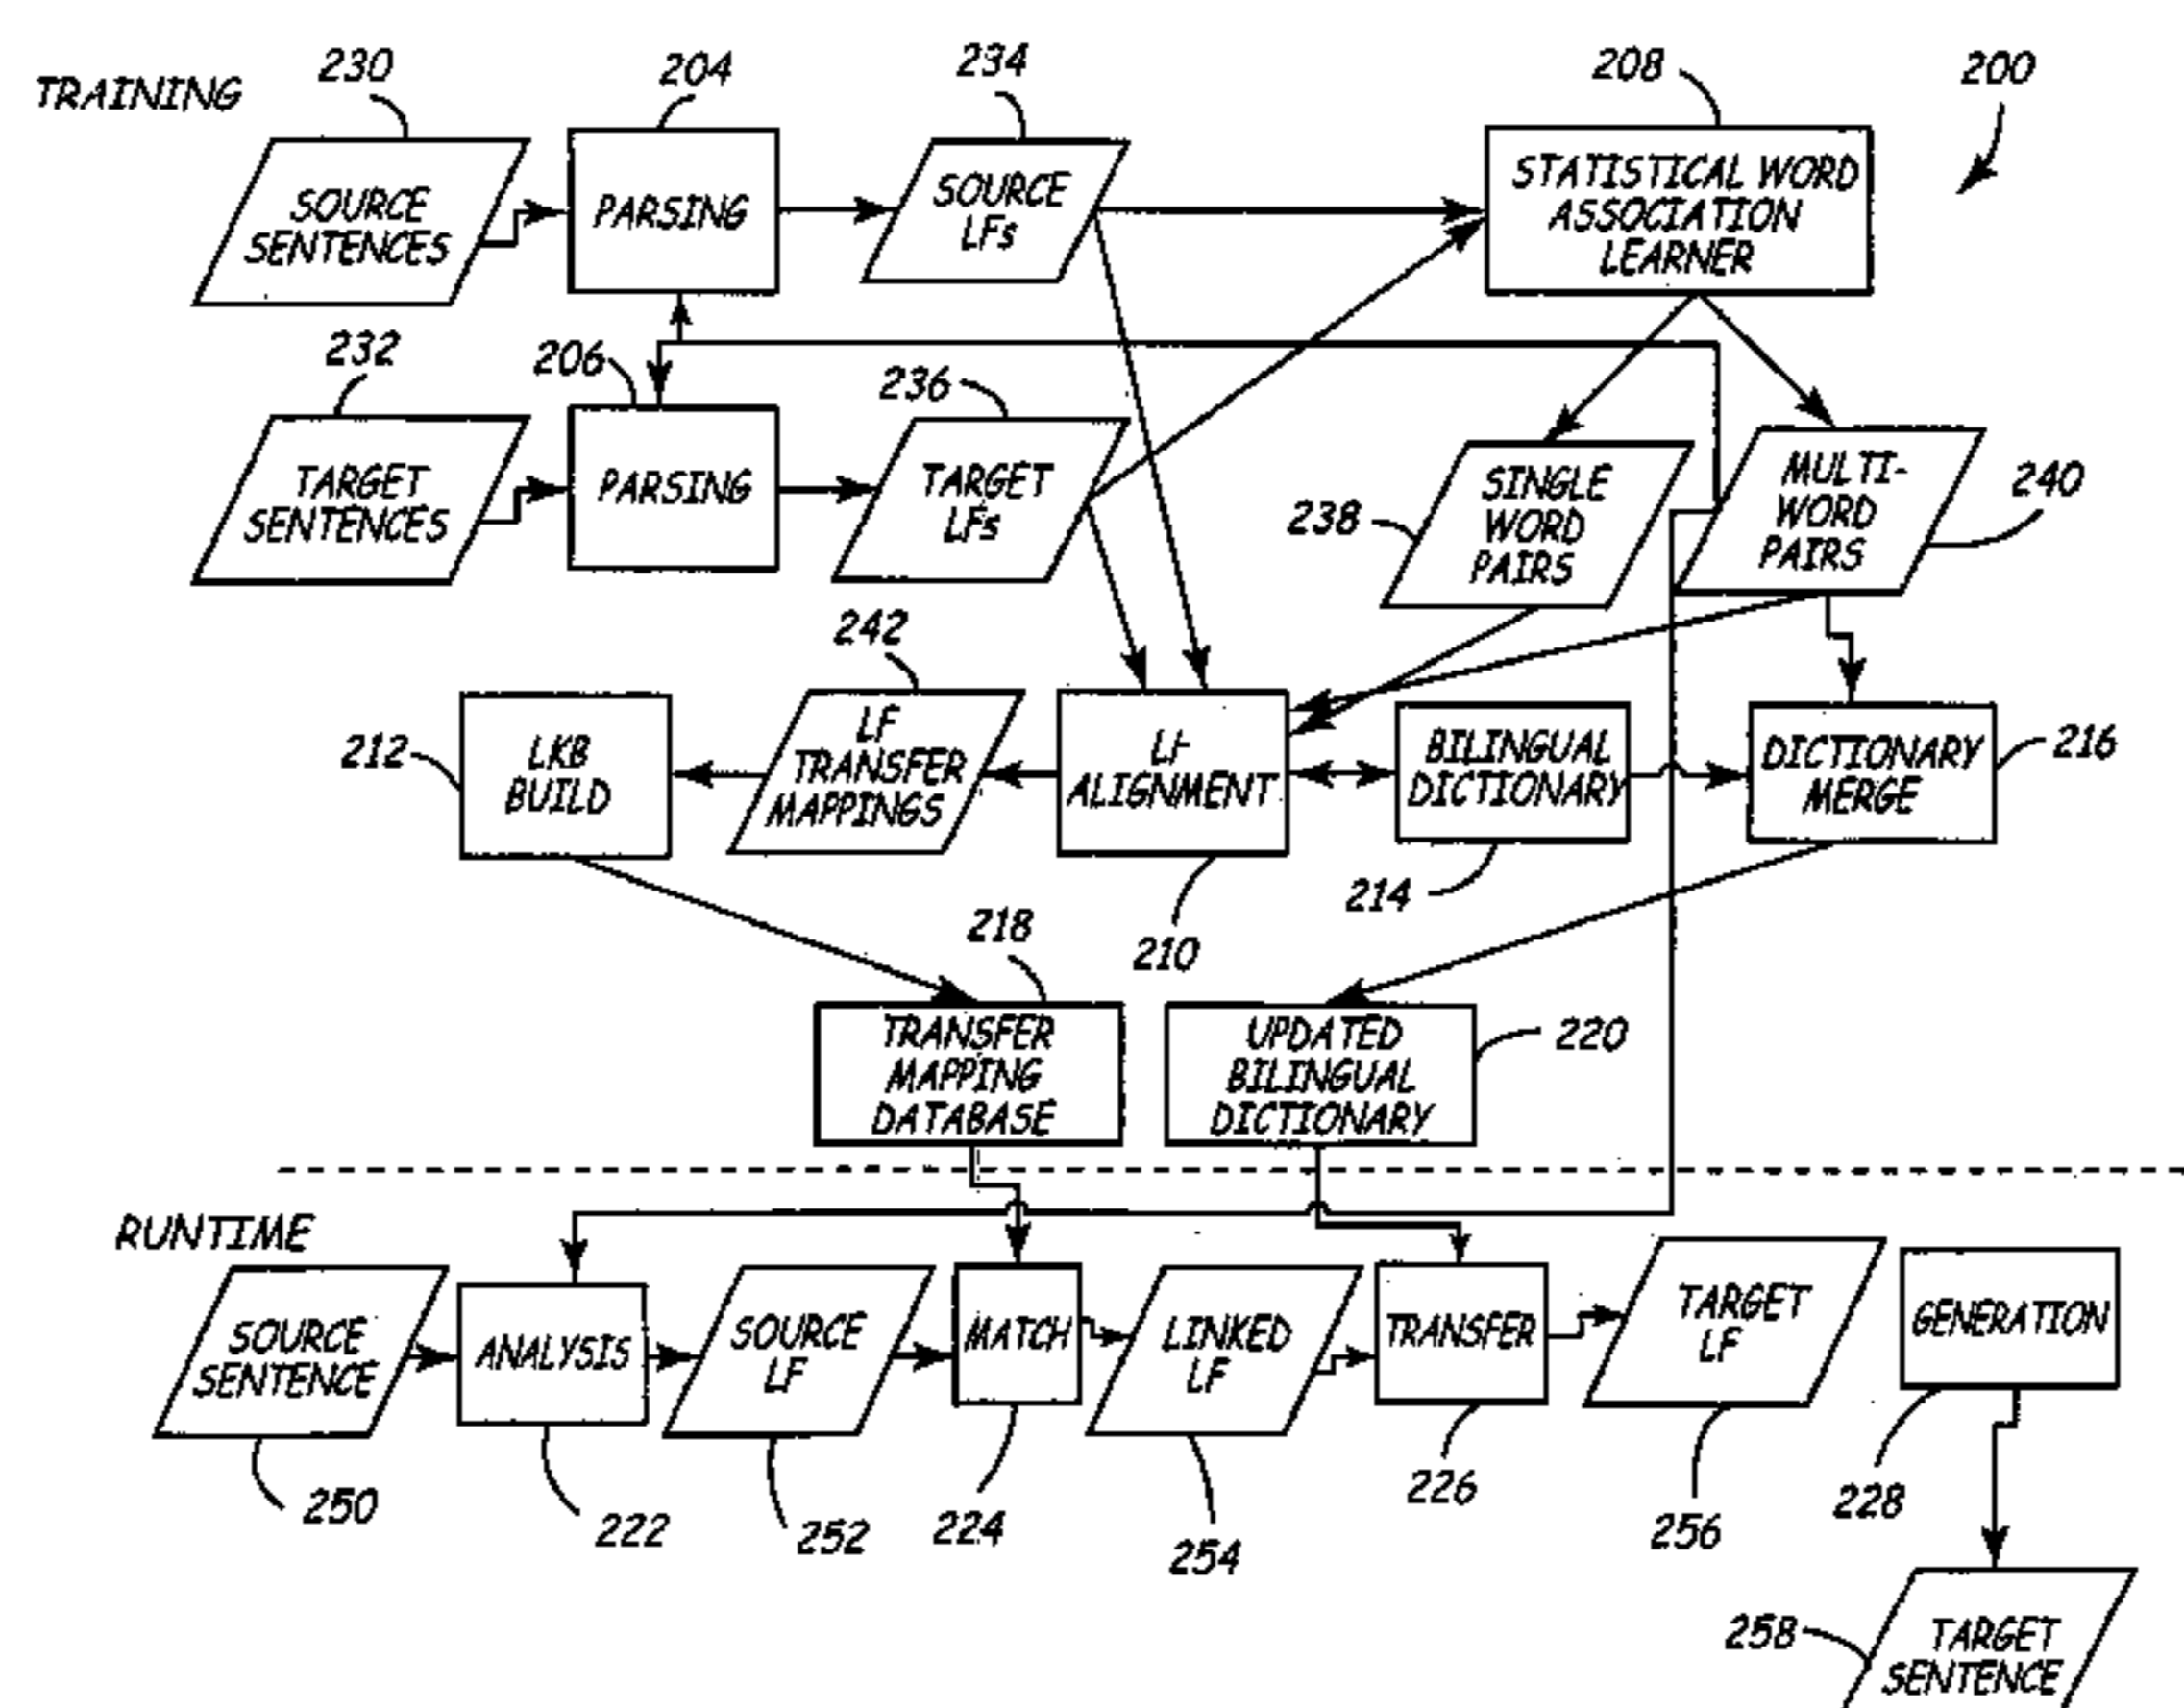 TRAINING
230
204
234
208
200
SOURCE
SENTENCES
PARSING
SOURCE
LFs
STATISTICAL WORD
ASSOCIATION
LEARNER
232
206
236
TARGET
SENTENCES
PARSING
TARGET
LFs
238
SINGLE
WORD
PAIRS
MULTI-
WORD
PAIRS
240
242
212
LKB
BUILD
LF
TRANSFER
MAPPINGS
LF
ALIGNMENT
BILINGUAL
DICTIONARY
DICTIONARY
MERGE
216
214
210
218
TRANSFER
MAPPING
DATABASE
UPDATED
BILINGUAL
DICTIONARY
220
RUNTIME
SOURCE
SENTENCE
ANALYSIS
SOURCE
LF
MATCH
LINKED
LF
TRANSFER
TARGET
LF
GENERATION
250
222
252
224
254
226
256
228
258
TARGET
SENTENCE